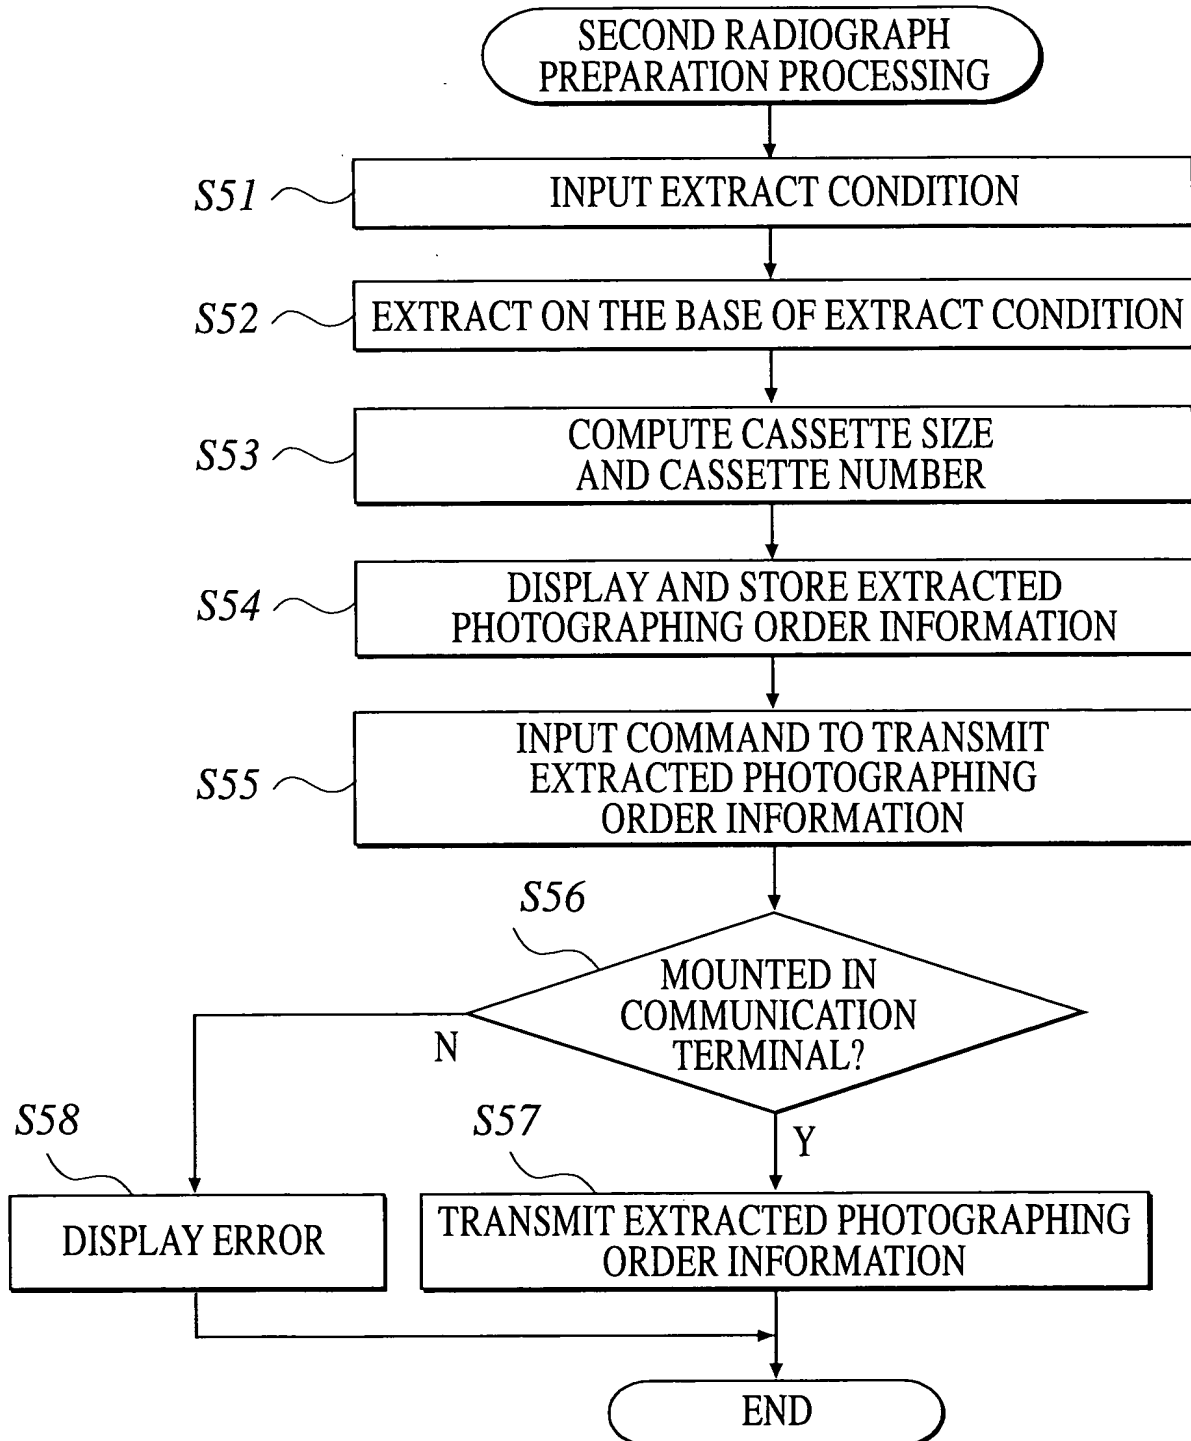 SECOND RADIOGRAPH
PREPARATION PROCESSING
S51
INPUT EXTRACT CONDITION
S52
EXTRACT ON THE BASE OF EXTRACT CONDITION
S53
COMPUTE CASSETTE SIZE
AND CASSETTE NUMBER
S54
DISPLAY AND STORE EXTRACTED
PHOTOGRAPHING ORDER INFORMATION
S55
INPUT COMMAND TO TRANSMIT
EXTRACTED PHOTOGRAPHING
ORDER INFORMATION
S56
MOUNTED IN
COMMUNICATION
TERMINAL?
N
Y
S58
DISPLAY ERROR
S57
TRANSMIT EXTRACTED PHOTOGRAPHING
ORDER INFORMATION
END